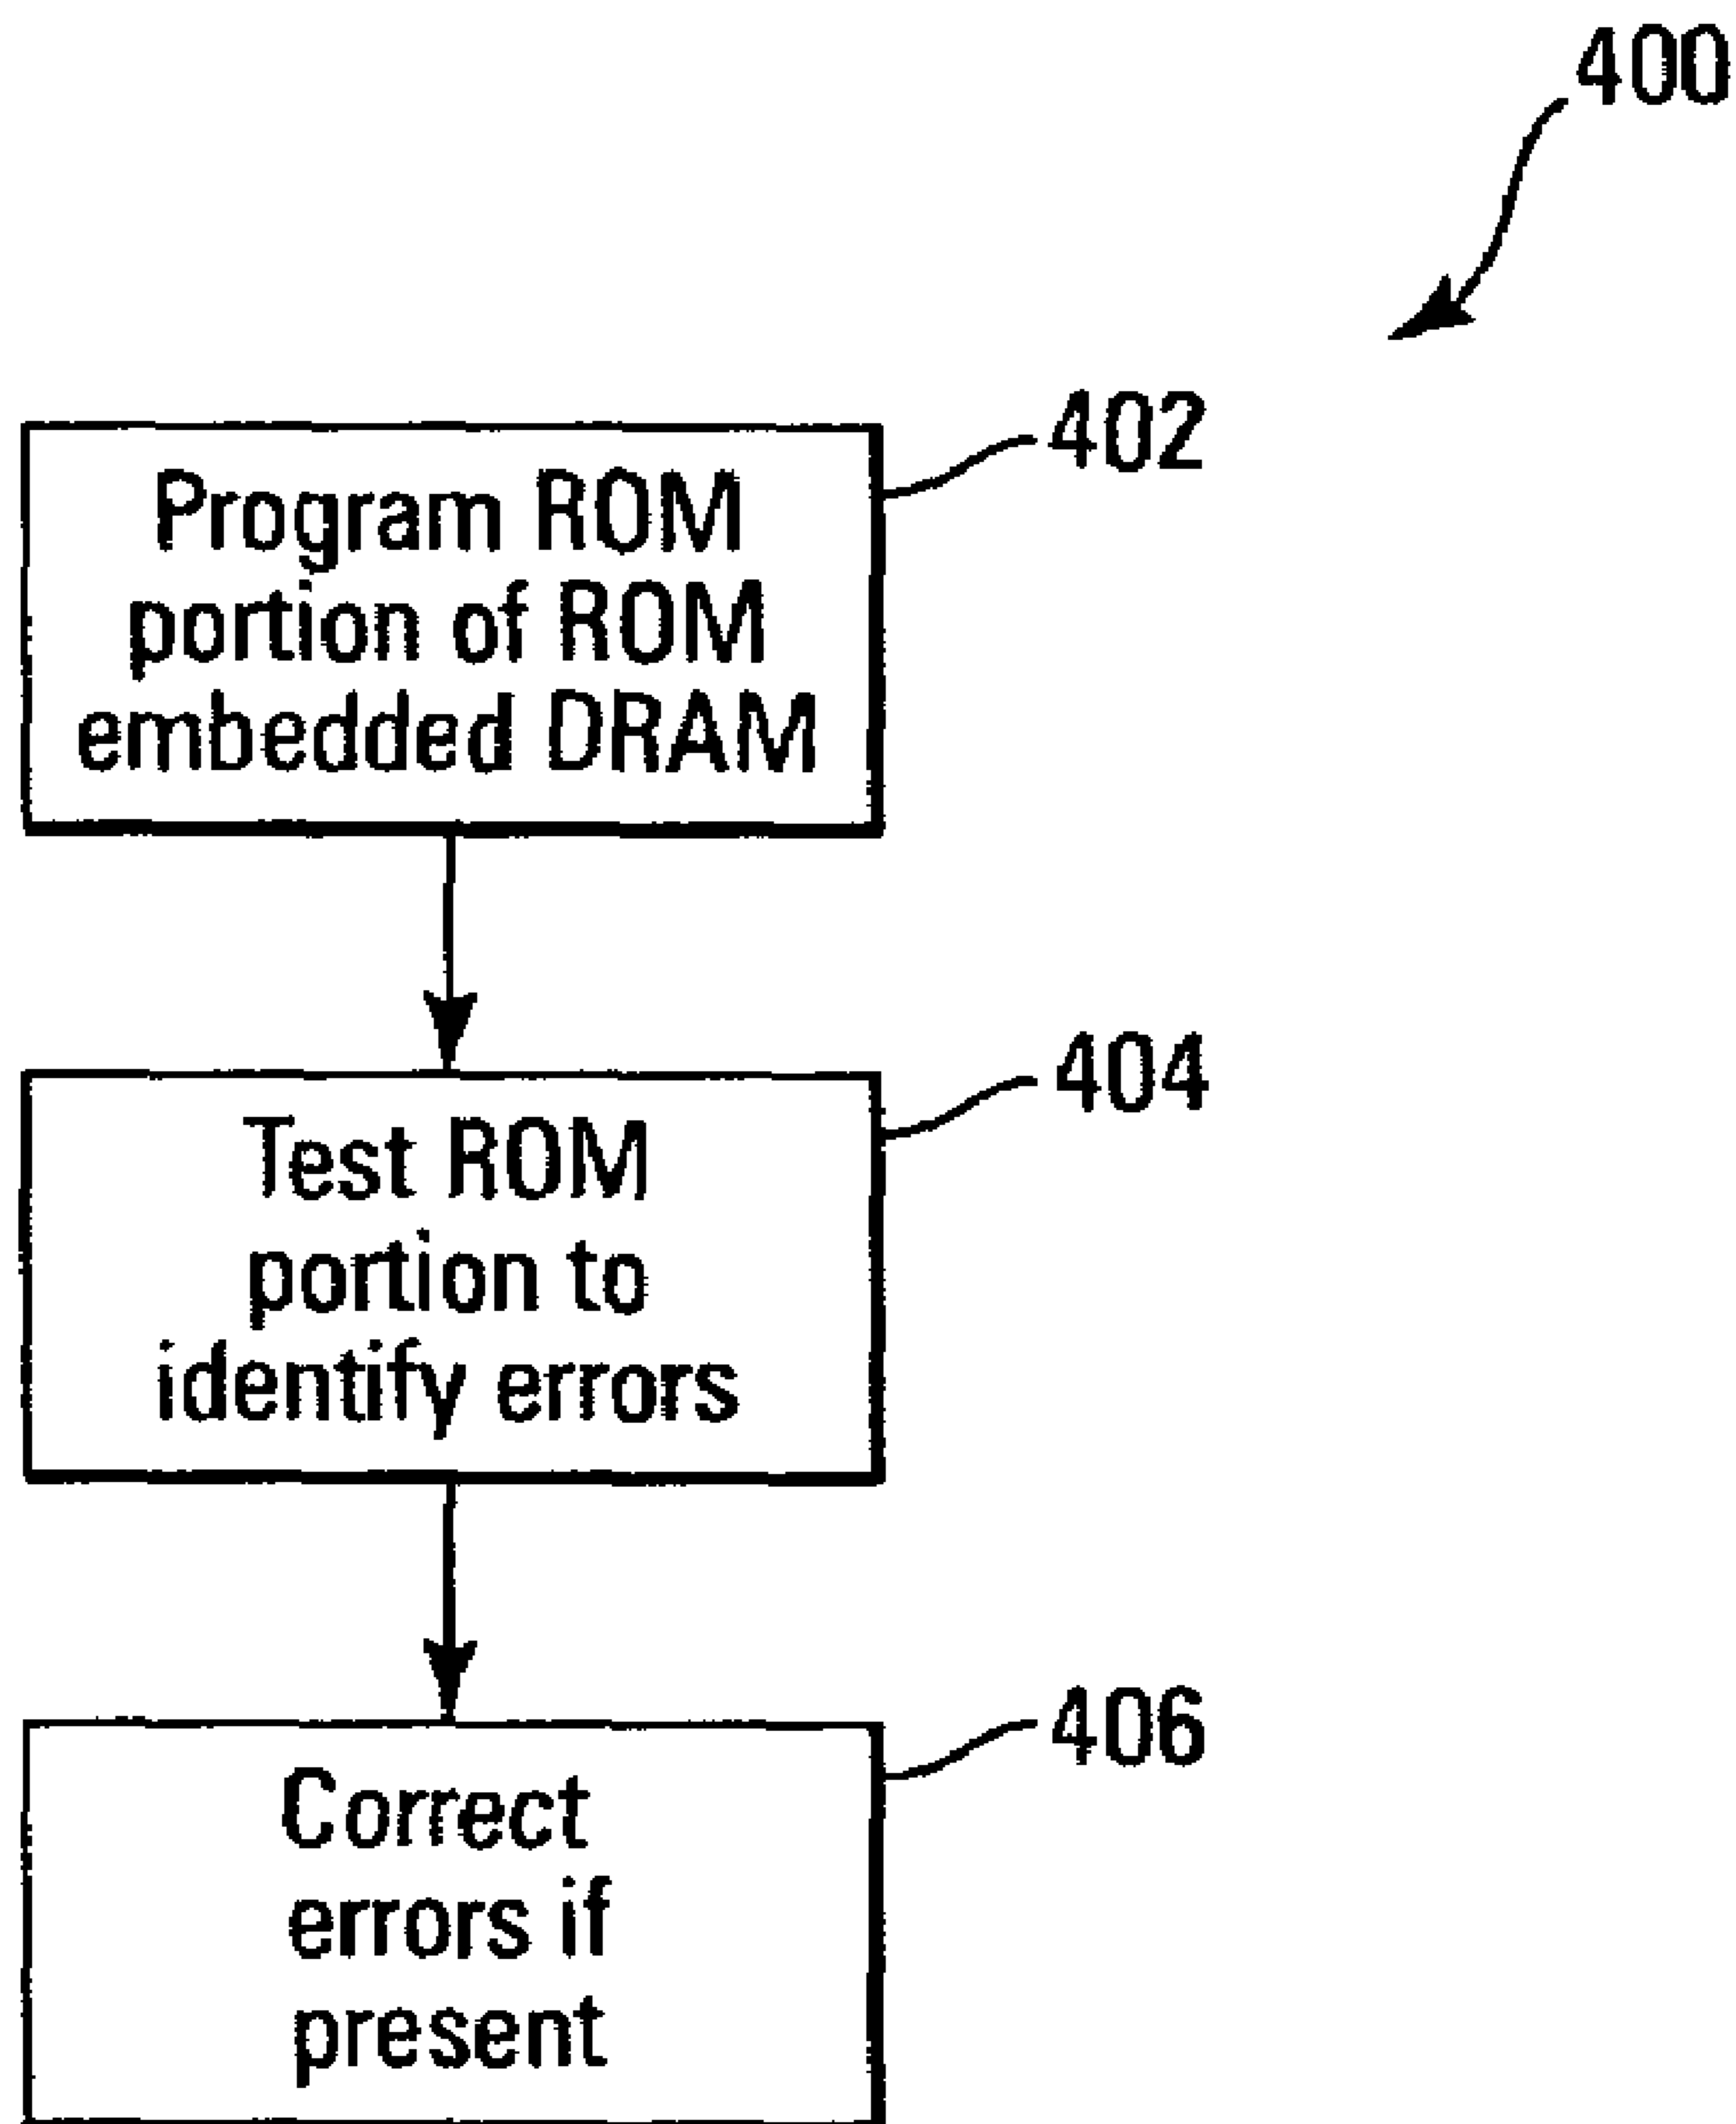 400
402
Program ROM
portion of ROM
embedded DRAM
404
Test ROM
portion to
identify errors
406
Correct
errors if
present